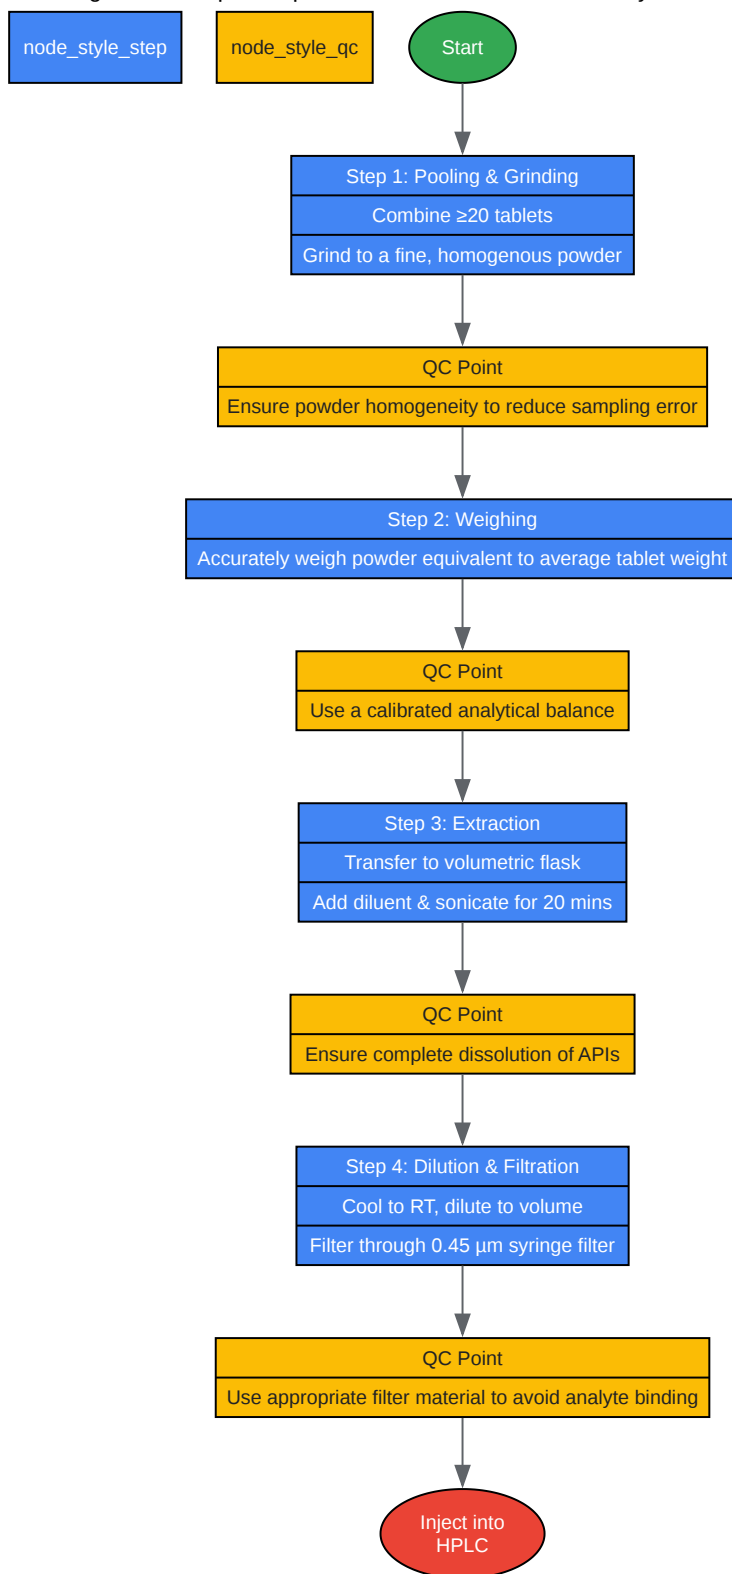 node_style_step
node_style_qc
Start
Step 1: Pooling & Grinding
Combine ≥20 tablets
Grind to a fine, homogenous powder
QC Point
Ensure powder homogeneity to reduce sampling error
Step 2: Weighing
Accurately weigh powder equivalent to average tablet weight
QC Point
Use a calibrated analytical balance
Step 3: Extraction
Transfer to volumetric flask
Add diluent & sonicate for 20 mins
QC Point
Ensure complete dissolution of APIs
Step 4: Dilution & Filtration
Cool to RT, dilute to volume
Filter through 0.45 µm syringe filter
QC Point
Use appropriate filter material to avoid analyte binding
Inject into
HPLC